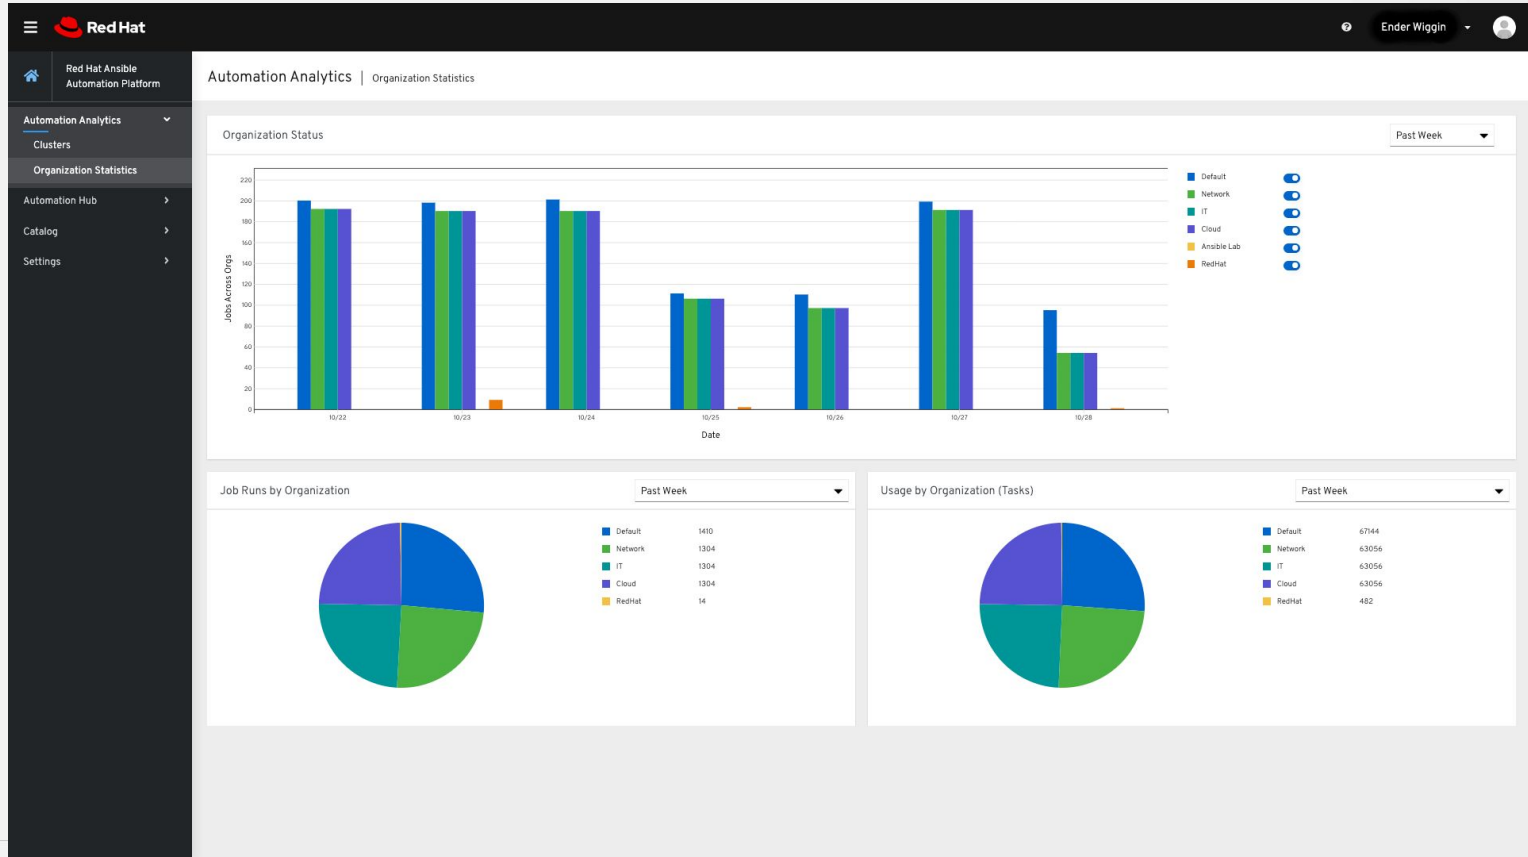 Red Hat
Ender Wiggin
Red Hat Ansible
Automation Platform
Automation Analytics | Organization Statistics
Automation Analytics
Clusters
Organization Statistics
Automation Hub
Catalog
Settings
Organization Status
Past Week
220
200
180
160
140
120
100
80
60
40
20
0
Jobs Across Orgs
10/22
10/23
10/24
10/25
10/26
10/27
10/28
Date
Default
Network
IT
Cloud
Ansible Lab
RedHat
Job Runs by Organization
Past Week
Default 1410
Network 1304
IT 1304
Cloud 1304
RedHat 14
Usage by Organization (Tasks)
Past Week
Default 67144
Network 63056
IT 63056
Cloud 63056
RedHat 482